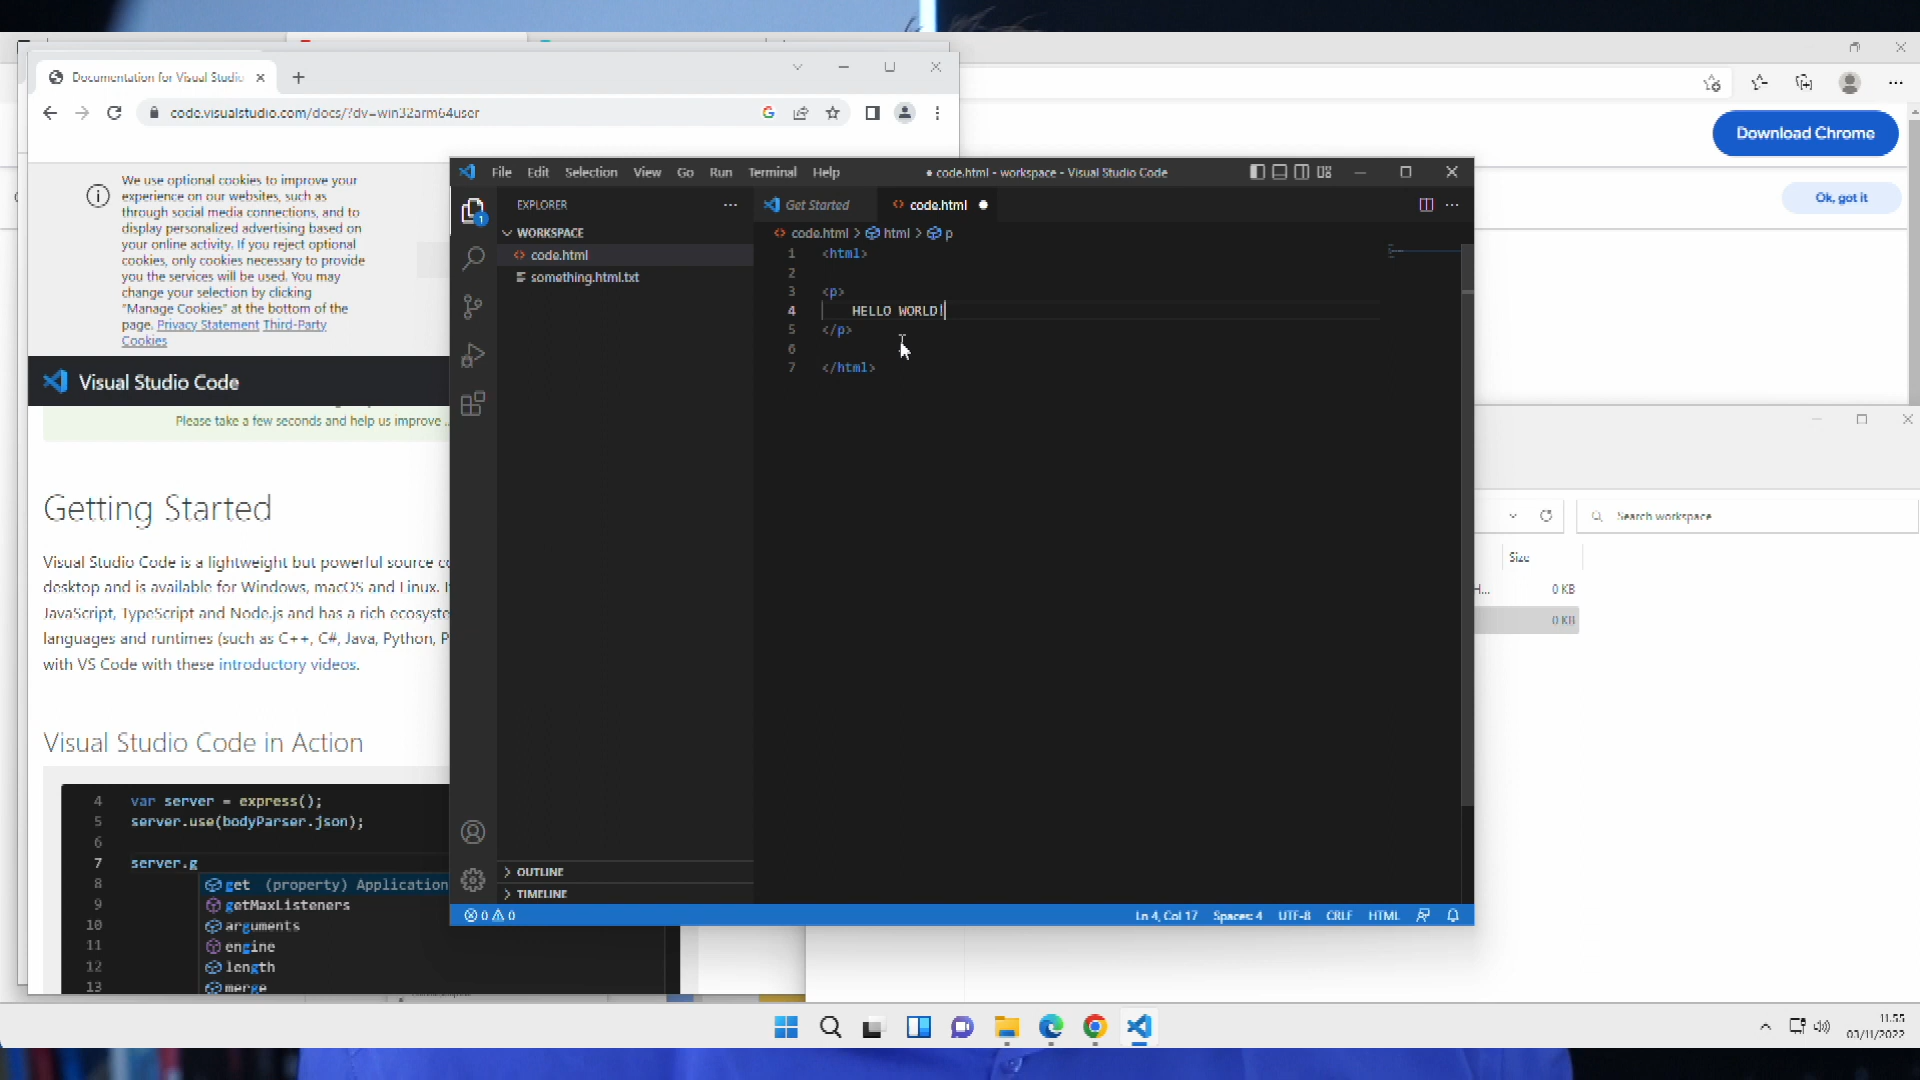 Documentation for Visual Studio
code.visualstudio.com/docs/?dv=win32arm64user
Download Chrome
Ok, got it
We use optional cookies to improve your
experience on our websites, such as
through social media connections, and to
display personalized advertising based on
your online activity. If you reject optional
cookies, only cookies necessary to provide
you the services will be used. You may
change your selection by clicking
"Manage Cookies" at the bottom of the
page. Privacy Statement Third-Party
Cookies
Visual Studio Code
Please take a few seconds and help us improve ..
Getting Started
Visual Studio Code is a lightweight but powerful source
desktop and is available for Windows, macOS and Linux.
JavaScript, TypeScript and Node.js and has a rich
languages and runtimes (such as C++, C#, Java, Python,
with VS Code with these introductory videos.
Visual Studio Code in Action
4 var server = express();
5 server.use(bodyParser.json);
6
7 server.g
8 get (property) Application
9 getMaxListeners
10 arguments
11 engine
12 length
13 merge
File Edit Selection View Go Run Terminal Help
● code.html - workspace - Visual Studio Code
EXPLORER ···
Get Started
code.html ●
WORKSPACE
code.html
something.html.txt
1
code.html > html > p
1 <html>
2
3 <p>
4 HELLO WORLD!
5 </p>
6
7 </html>
OUTLINE
TIMELINE
0 0
Ln 4, Col 17 Spaces: 4 UTF-8 CRLF HTML
Search workspace
Size
H... 0 KB
0 KB
11.55
03/11/2022